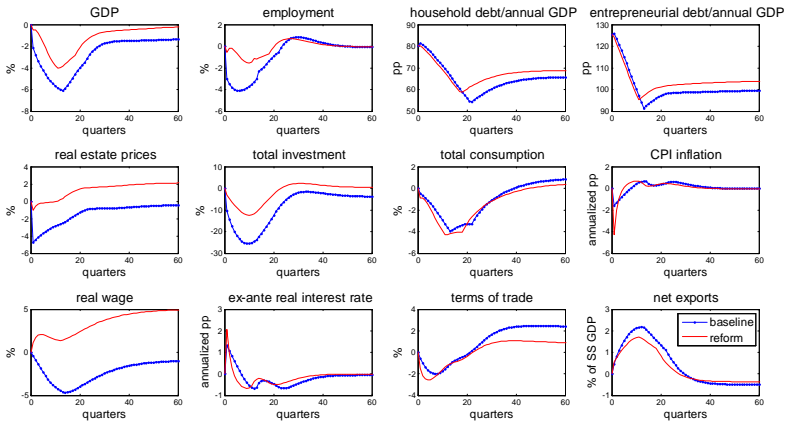 GDP
employment
household debt/annual GDP
entrepreneurial debt/annual GDP
0
-2
-4
-6
-8
%
0 20 40 60
quarters
4
2
0
-2
-4
-6
%
0 20 40 60
quarters
90
80
70
60
50
pp
0 20 40 60
quarters
130
120
110
100
90
pp
0 20 40 60
quarters
real estate prices
total investment
total consumption
CPI inflation
4
2
0
-2
-4
-6
%
0 20 40 60
quarters
10
0
-10
-20
-30
%
0 20 40 60
quarters
2
0
-2
-4
-6
%
0 20 40 60
quarters
2
0
-2
-4
-6
annualized pp
0 20 40 60
quarters
real wage
ex-ante real interest rate
terms of trade
net exports
5
0
-5
%
0 20 40 60
quarters
3
2
1
0
-1
annualized pp
0 20 40 60
quarters
4
2
0
-2
-4
%
0 20 40 60
quarters
3
2
1
0
-1
% of SS GDP
0 20 40 60
quarters
baseline
reform